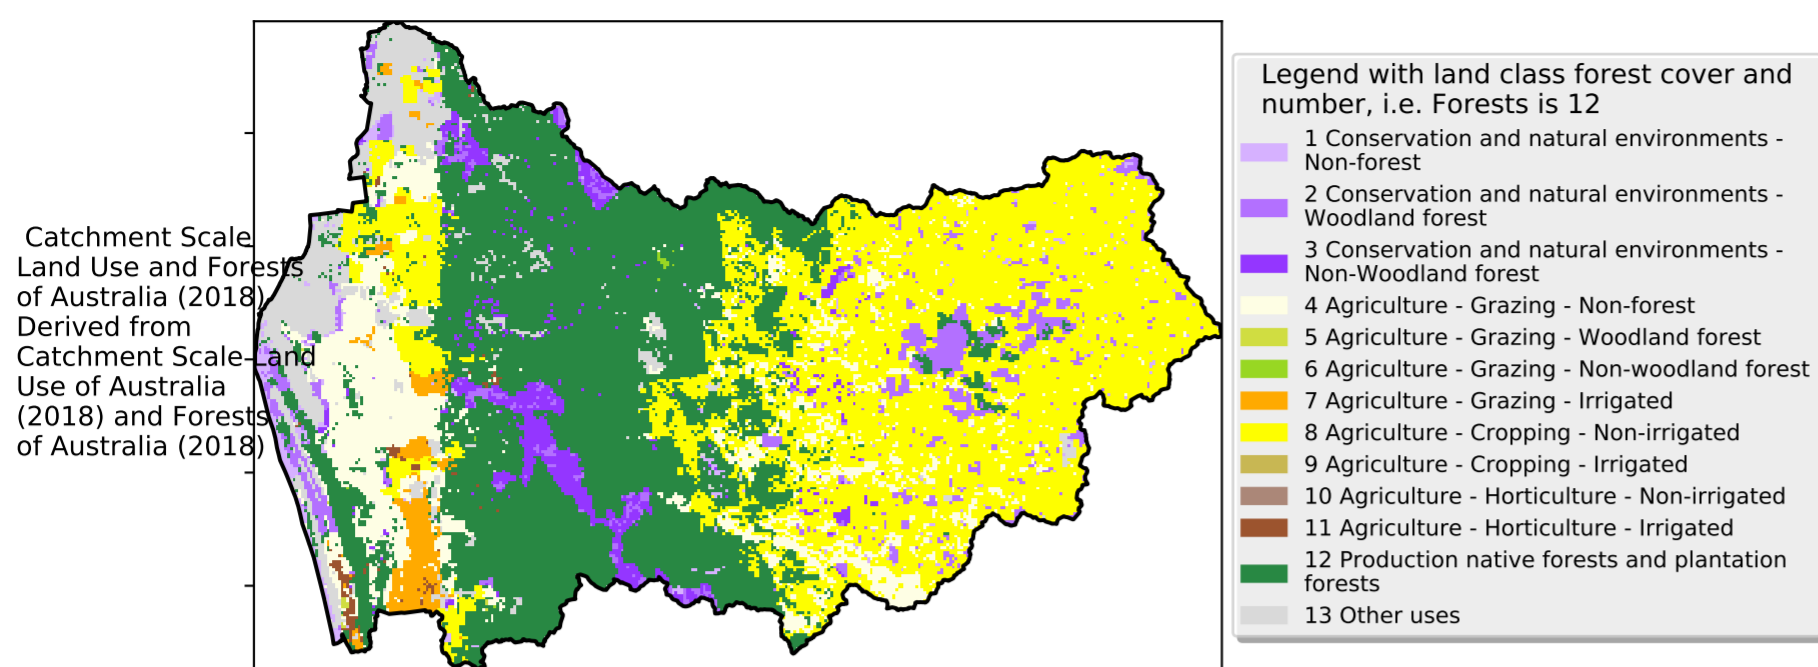 Catchment Scale
Land Use and Forests
of Australia (2018)
Derived from
Catchment Scale Land
Use of Australia
(2018) and Forests
of Australia (2018)
Legend with land class forest cover and
number, i.e. Forests is 12
1 Conservation and natural environments -
Non-forest
2 Conservation and natural environments -
Woodland forest
3 Conservation and natural environments -
Non-Woodland forest
4 Agriculture - Grazing - Non-forest
5 Agriculture - Grazing - Woodland forest
6 Agriculture - Grazing - Non-woodland forest
7 Agriculture - Grazing - Irrigated
8 Agriculture - Cropping - Non-irrigated
9 Agriculture - Cropping - Irrigated
10 Agriculture - Horticulture - Non-irrigated
11 Agriculture - Horticulture - Irrigated
12 Production native forests and plantation
forests
13 Other uses